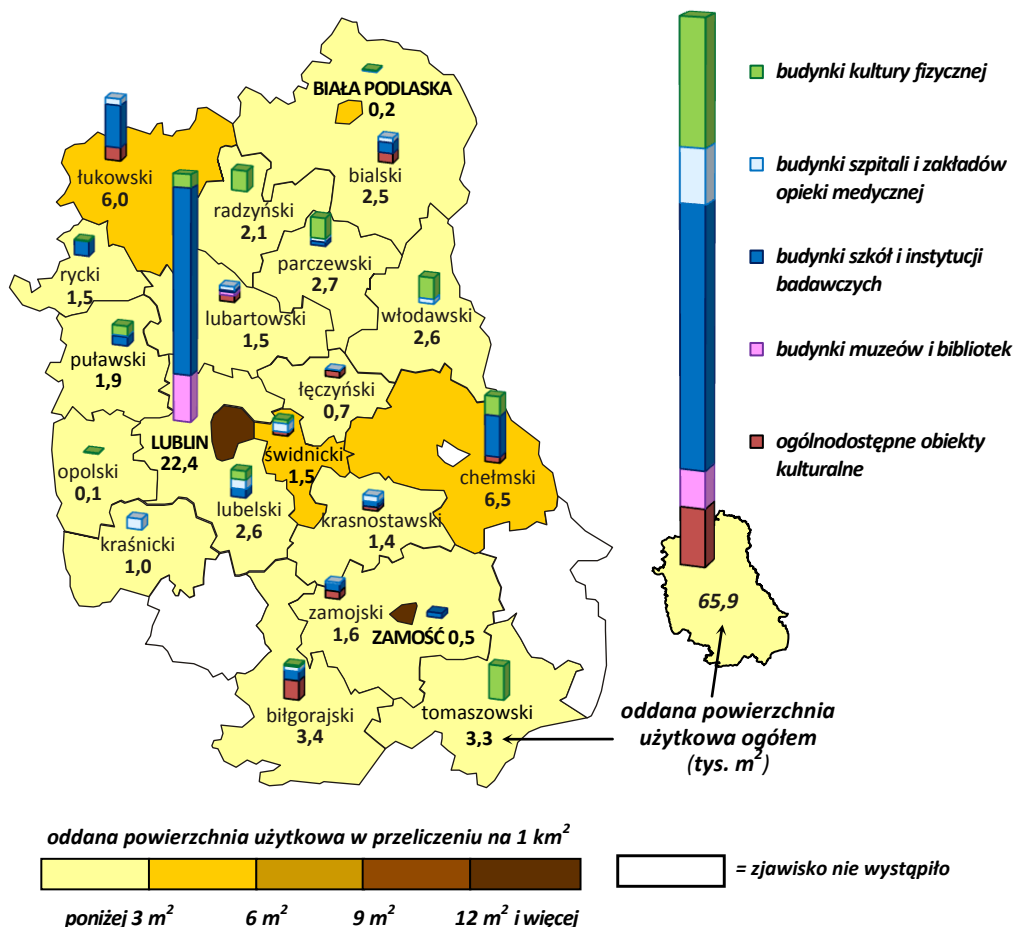 budynki kultury fizycznej
budynki szpitali i zakładów
opieki medycznej
budynki szkół i instytucji
badawczych
budynki muzeów i bibliotek
ogólnodostępne obiekty
kulturalne
BIAŁA PODLASKA
0,2
łukowski
6,0
bialski
2,5
radzyński
2,1
parczewski
2,7
rycki
1,5
lubartowski
1,5
włodawski
2,6
puławski
1,9
łęczyński
0,7
LUBLIN
22,4
świdnicki
1,5
chełmski
6,5
opolski
0,1
lubelski
2,6
krasnostawski
1,4
kraśnicki
1,0
zamojski
1,6
ZAMOŚĆ 0,5
biłgorajski
3,4
tomaszowski
3,3
65,9
oddana powierzchnia
użytkowa ogółem
(tys. m²)
oddana powierzchnia użytkowa w przeliczeniu na 1 km²
poniżej 3 m² 6 m² 9 m² 12 m² i więcej
= zjawisko nie wystąpiło